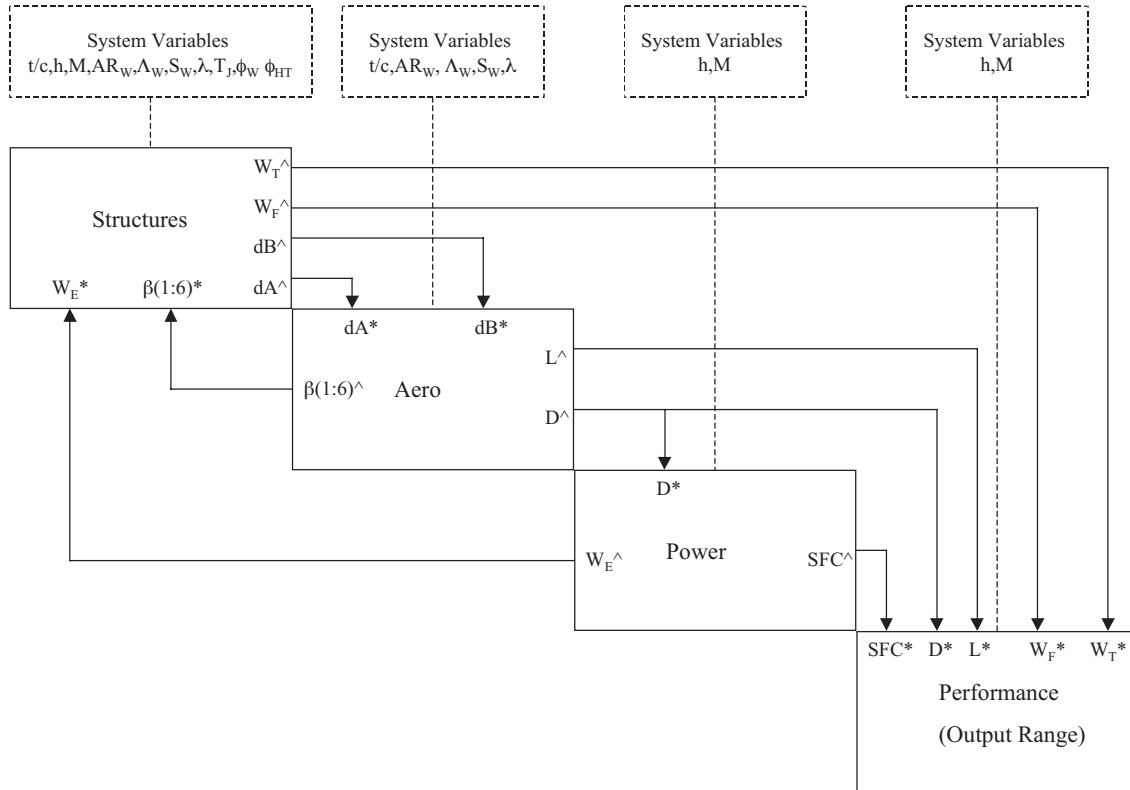 System Variables
t/c,h,M,AR_W,Λ_W,S_W,λ,T_J,ϕ_W ϕ_HT
System Variables
t/c,AR_W, Λ_W,S_W,λ
System Variables
h,M
System Variables
h,M
W_T^
W_F^
Structures
dB^
W_E*
β(1:6)*
dA^
dA*
dB*
L^
β(1:6)^
Aero
D^
D*
W_E^
Power
SFC^
SFC*
D*
L*
W_F*
W_T*
Performance
(Output Range)